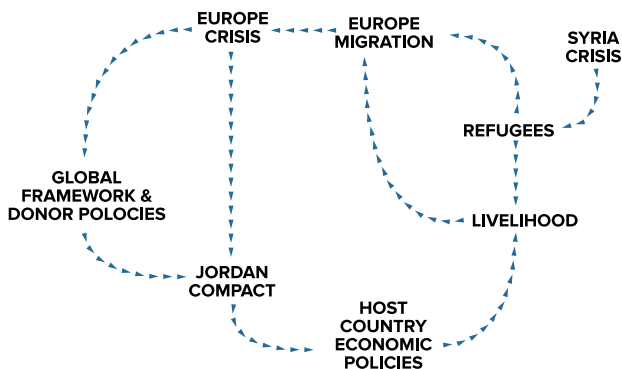 EUROPE
CRISIS
EUROPE
MIGRATION
SYRIA
CRISIS
REFUGEES
GLOBAL
FRAMEWORK &
DONOR POLOCIES
LIVELIHOOD
JORDAN
COMPACT
HOST
COUNTRY
ECONOMIC
POLICIES